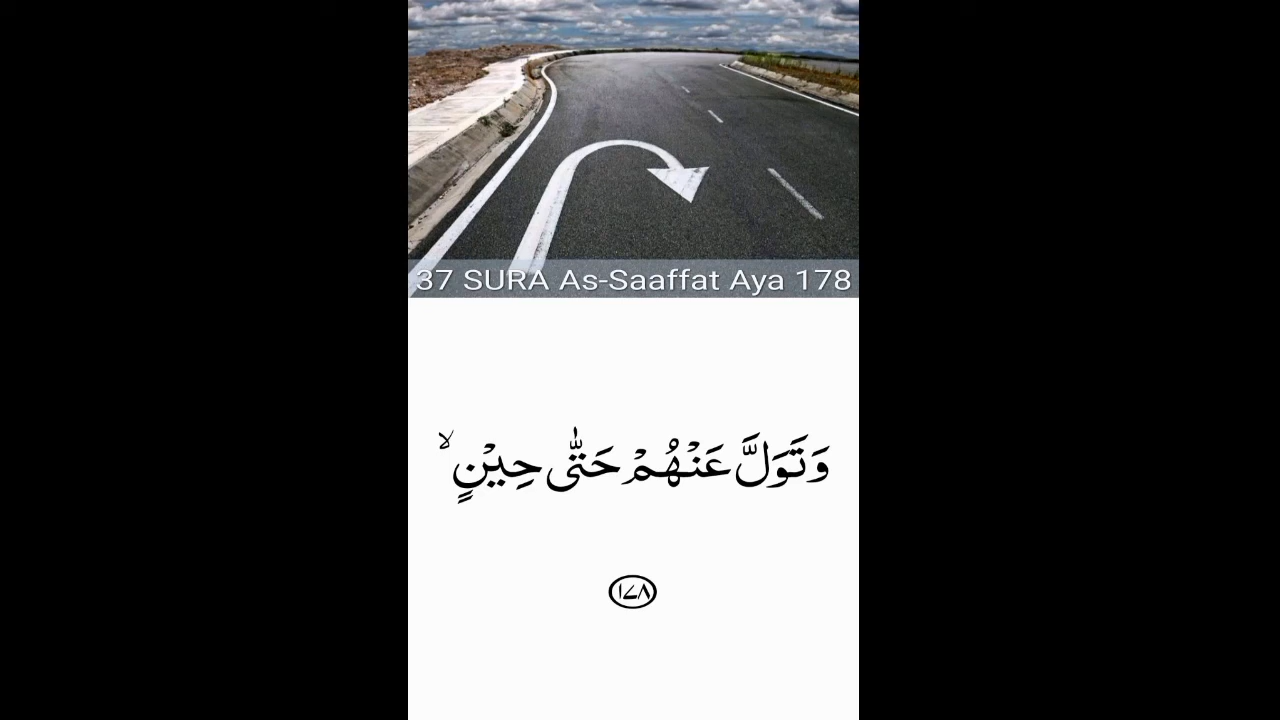 37 SURA As-Saaffat Aya 178
وَتَوَلَّ عَنْهُمْ حَتّٰى حِيْنٍ ۙ
١٧٨